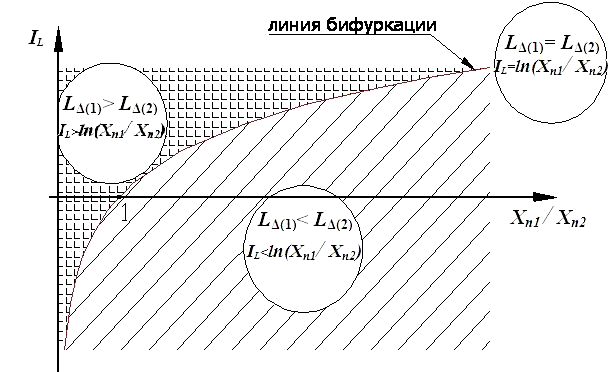 линия бифуркации
I_L
L_Δ(1)= L_Δ(2)
I_L=ln(X_n1/X_n2)
L_Δ(1)> L_Δ(2)
I_L>ln(X_n1/X_n2)
1
X_n1/X_n2
L_Δ(1)< L_Δ(2)
I_L<ln(X_n1/X_n2)